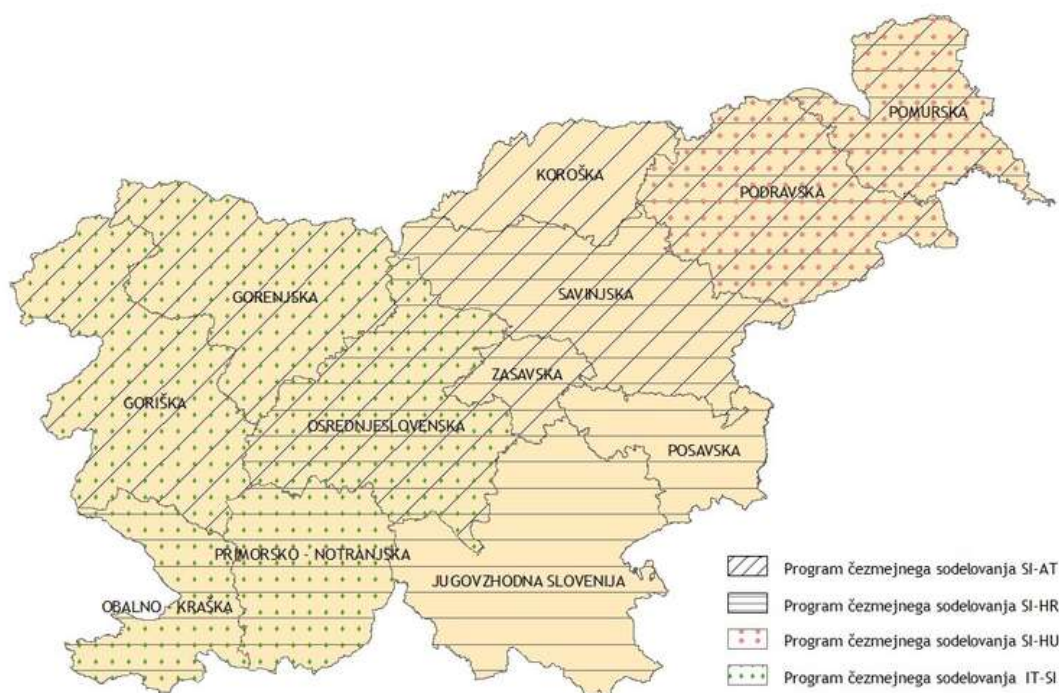 POMURSKA
KOROŠKA
PODRAVSKA
GORENJSKA
SAVINJSKA
ZASAVSKA
GORIŠKA
OSREDNJESLOVENSKA
POSAVSKA
PRIMORSKO - NOTRANJSKA
JUGOVZHODNA SLOVENIJA
OBALNO - KRAŠKA
Program čezmejnega sodelovanja SI-AT
Program čezmejnega sodelovanja SI-HR
Program čezmejnega sodelovanja SI-HU
Program čezmejnega sodelovanja IT-SI